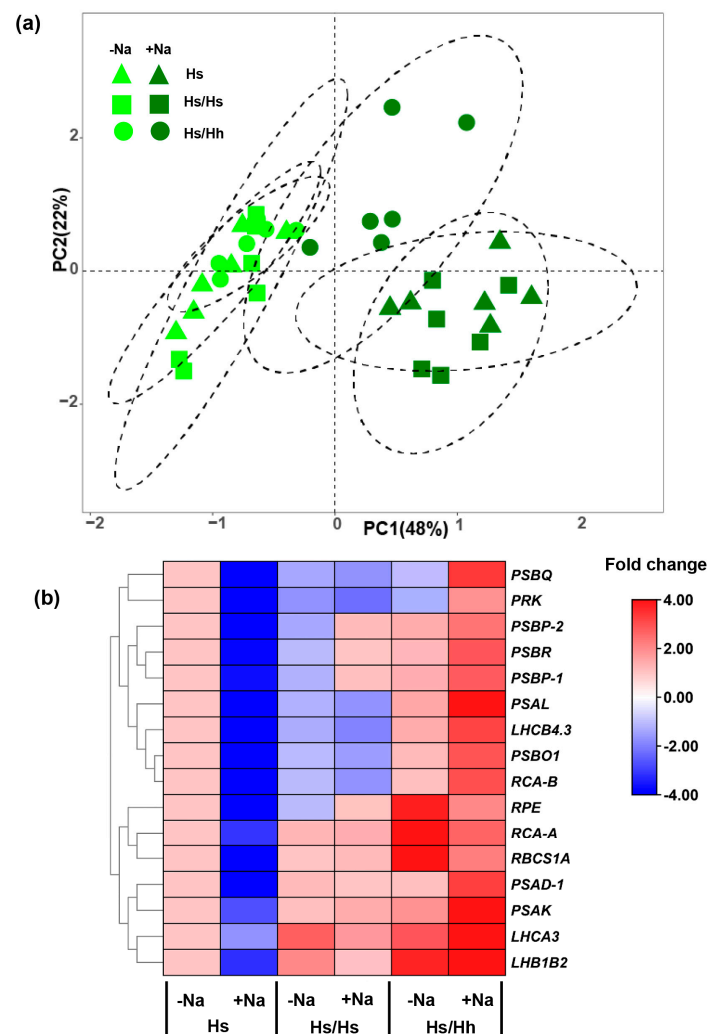 (a)
-Na +Na
Hs
Hs/Hs
Hs/Hh
PC2(22%)
2
0
−2
−2 −1 0 1 2
PC1(48%)
(b)
Fold change
4.00
2.00
0.00
-2.00
-4.00
PSBQ
PRK
PSBP-2
PSBR
PSBP-1
PSAL
LHCB4.3
PSBO1
RCA-B
RPE
RCA-A
RBCS1A
PSAD-1
PSAK
LHCA3
LHB1B2
-Na +Na -Na +Na -Na +Na
Hs Hs/Hs Hs/Hh